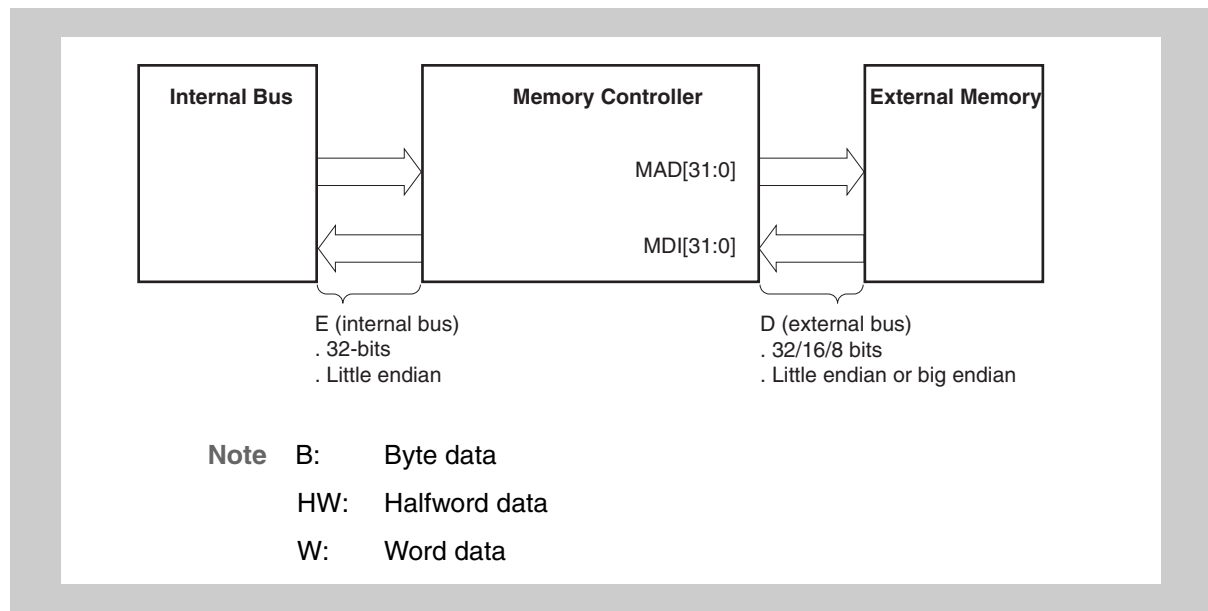 Internal Bus
Memory Controller
External Memory
MAD[31:0]
MDI[31:0]
E (internal bus)
. 32-bits
. Little endian
D (external bus)
. 32/16/8 bits
. Little endian or big endian
Note B: Byte data
HW: Halfword data
W: Word data